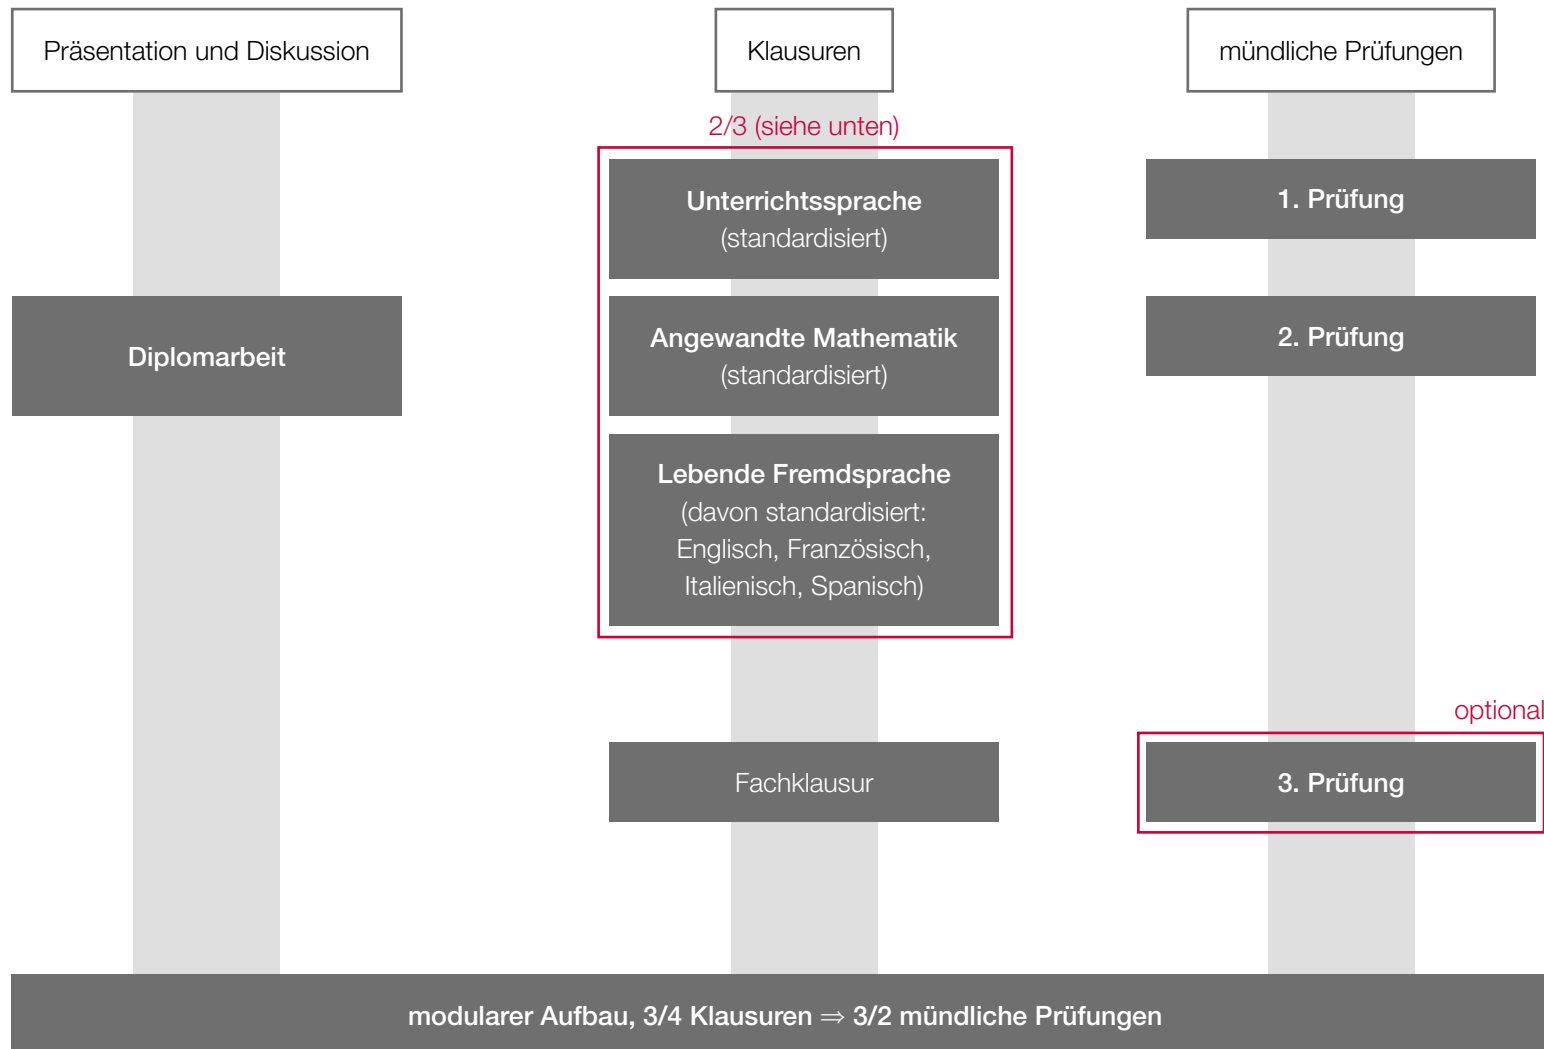 Präsentation und Diskussion
Klausuren
mündliche Prüfungen
2/3 (siehe unten)
Unterrichtssprache
(standardisiert)
1. Prüfung
Diplomarbeit
Angewandte Mathematik
(standardisiert)
2. Prüfung
Lebende Fremdsprache
(davon standardisiert:
Englisch, Französisch,
Italienisch, Spanisch)
optional
Fachklausur
3. Prüfung
modularer Aufbau, 3/4 Klausuren ⇒ 3/2 mündliche Prüfungen